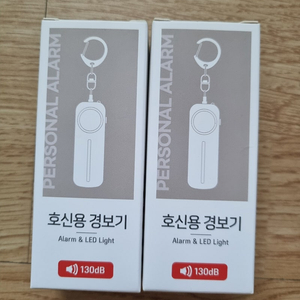 PERSONAL ALARM
호신용 경보기
Alarm & LED Light
130dB
PERSONAL ALARM
호신용 경보기
Alarm & LED Light
130dB